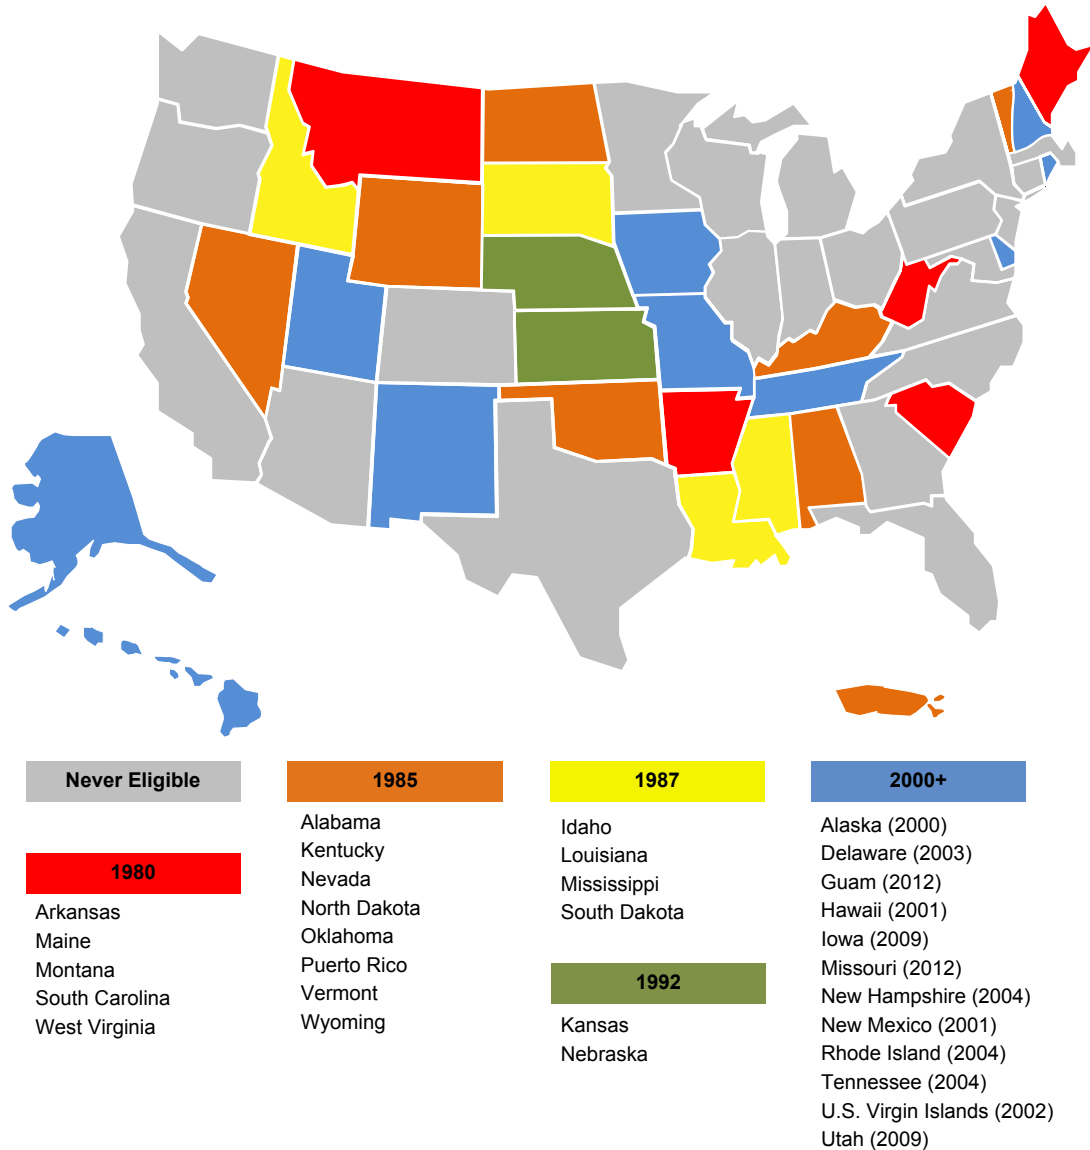 Never Eligible
1980
Arkansas
Maine
Montana
South Carolina
West Virginia
1985
Alabama
Kentucky
Nevada
North Dakota
Oklahoma
Puerto Rico
Vermont
Wyoming
1987
Idaho
Louisiana
Mississippi
South Dakota
1992
Kansas
Nebraska
2000+
Alaska (2000)
Delaware (2003)
Guam (2012)
Hawaii (2001)
Iowa (2009)
Missouri (2012)
New Hampshire (2004)
New Mexico (2001)
Rhode Island (2004)
Tennessee (2004)
U.S. Virgin Islands (2002)
Utah (2009)